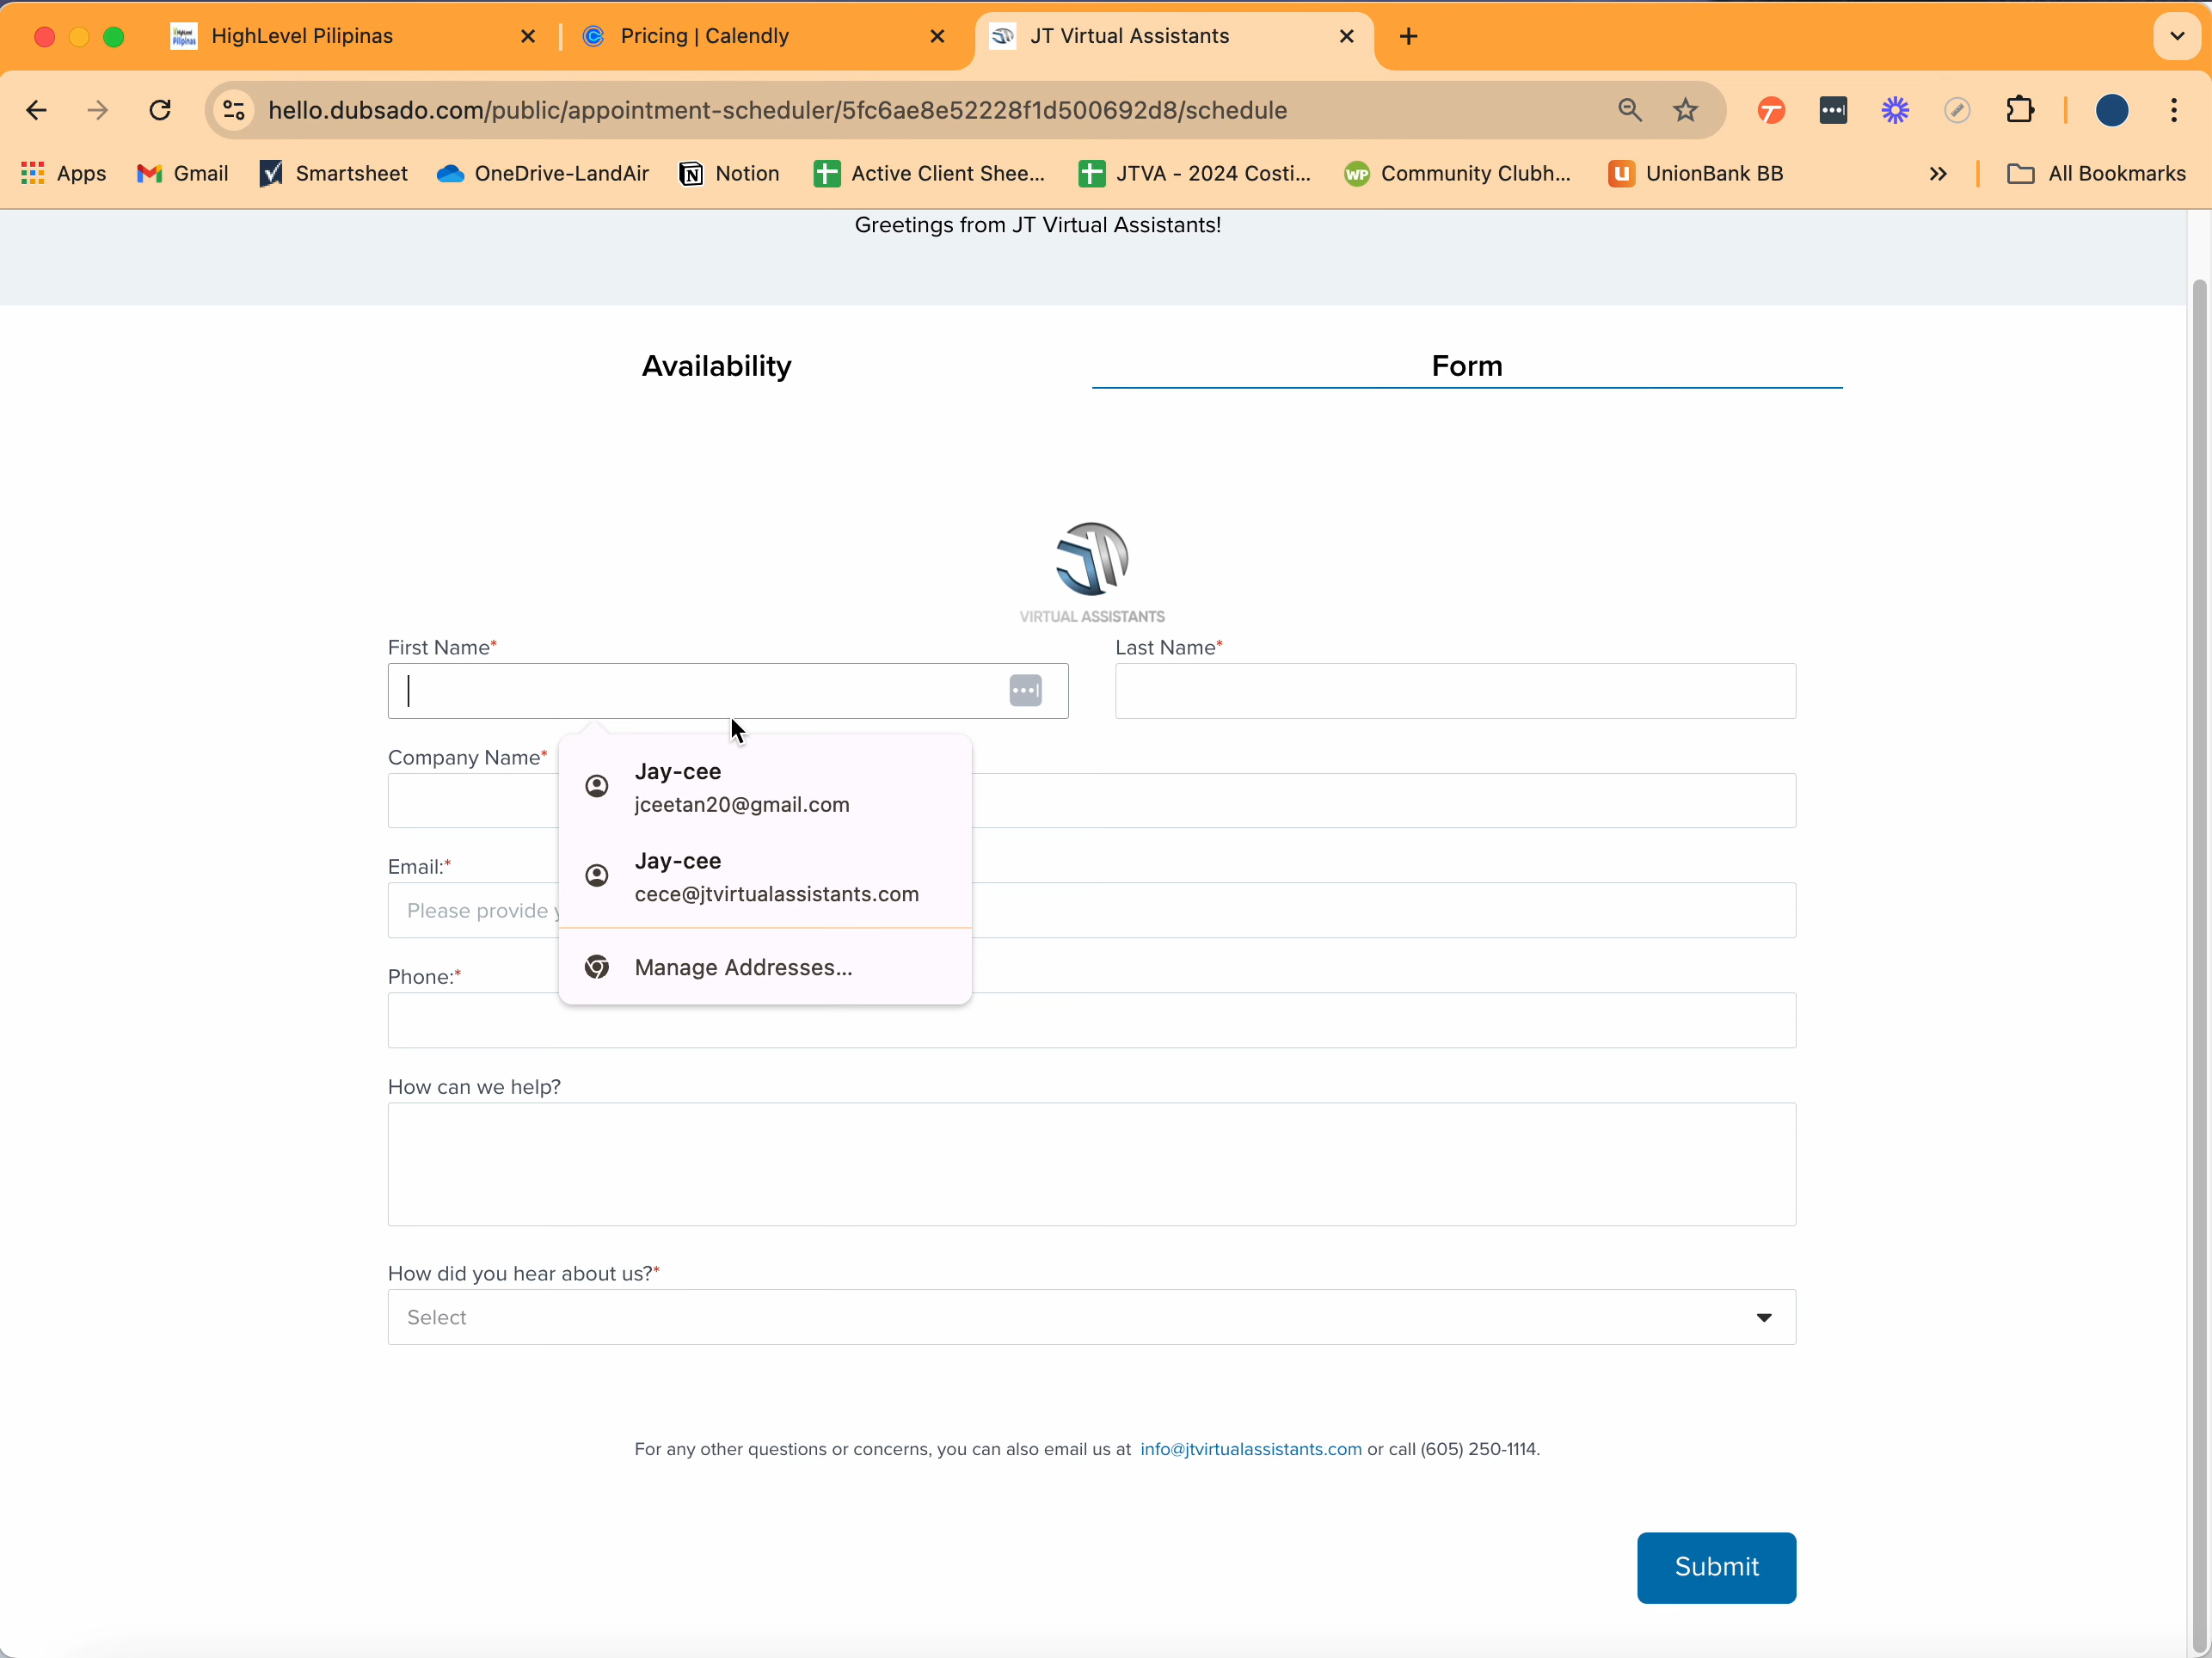 HighLevel Pilipinas
Pricing | Calendly
JT Virtual Assistants
hello.dubsado.com/public/appointment-scheduler/5fc6ae8e52228f1d500692d8/schedule
Apps
Gmail
Smartsheet
OneDrive-LandAir
Notion
Active Client Shee...
JTVA - 2024 Costi...
Community Clubh...
UnionBank BB
All Bookmarks
Greetings from JT Virtual Assistants!
Availability
Form
VIRTUAL ASSISTANTS
First Name*
Last Name*
Company Name*
Jay-cee
jceetan20@gmail.com
Jay-cee
cece@jtvirtualassistants.com
Manage Addresses...
Email:*
Please provide
Phone:*
How can we help?
How did you hear about us?*
Select
For any other questions or concerns, you can also email us at info@jtvirtualassistants.com or call (605) 250-1114.
Submit